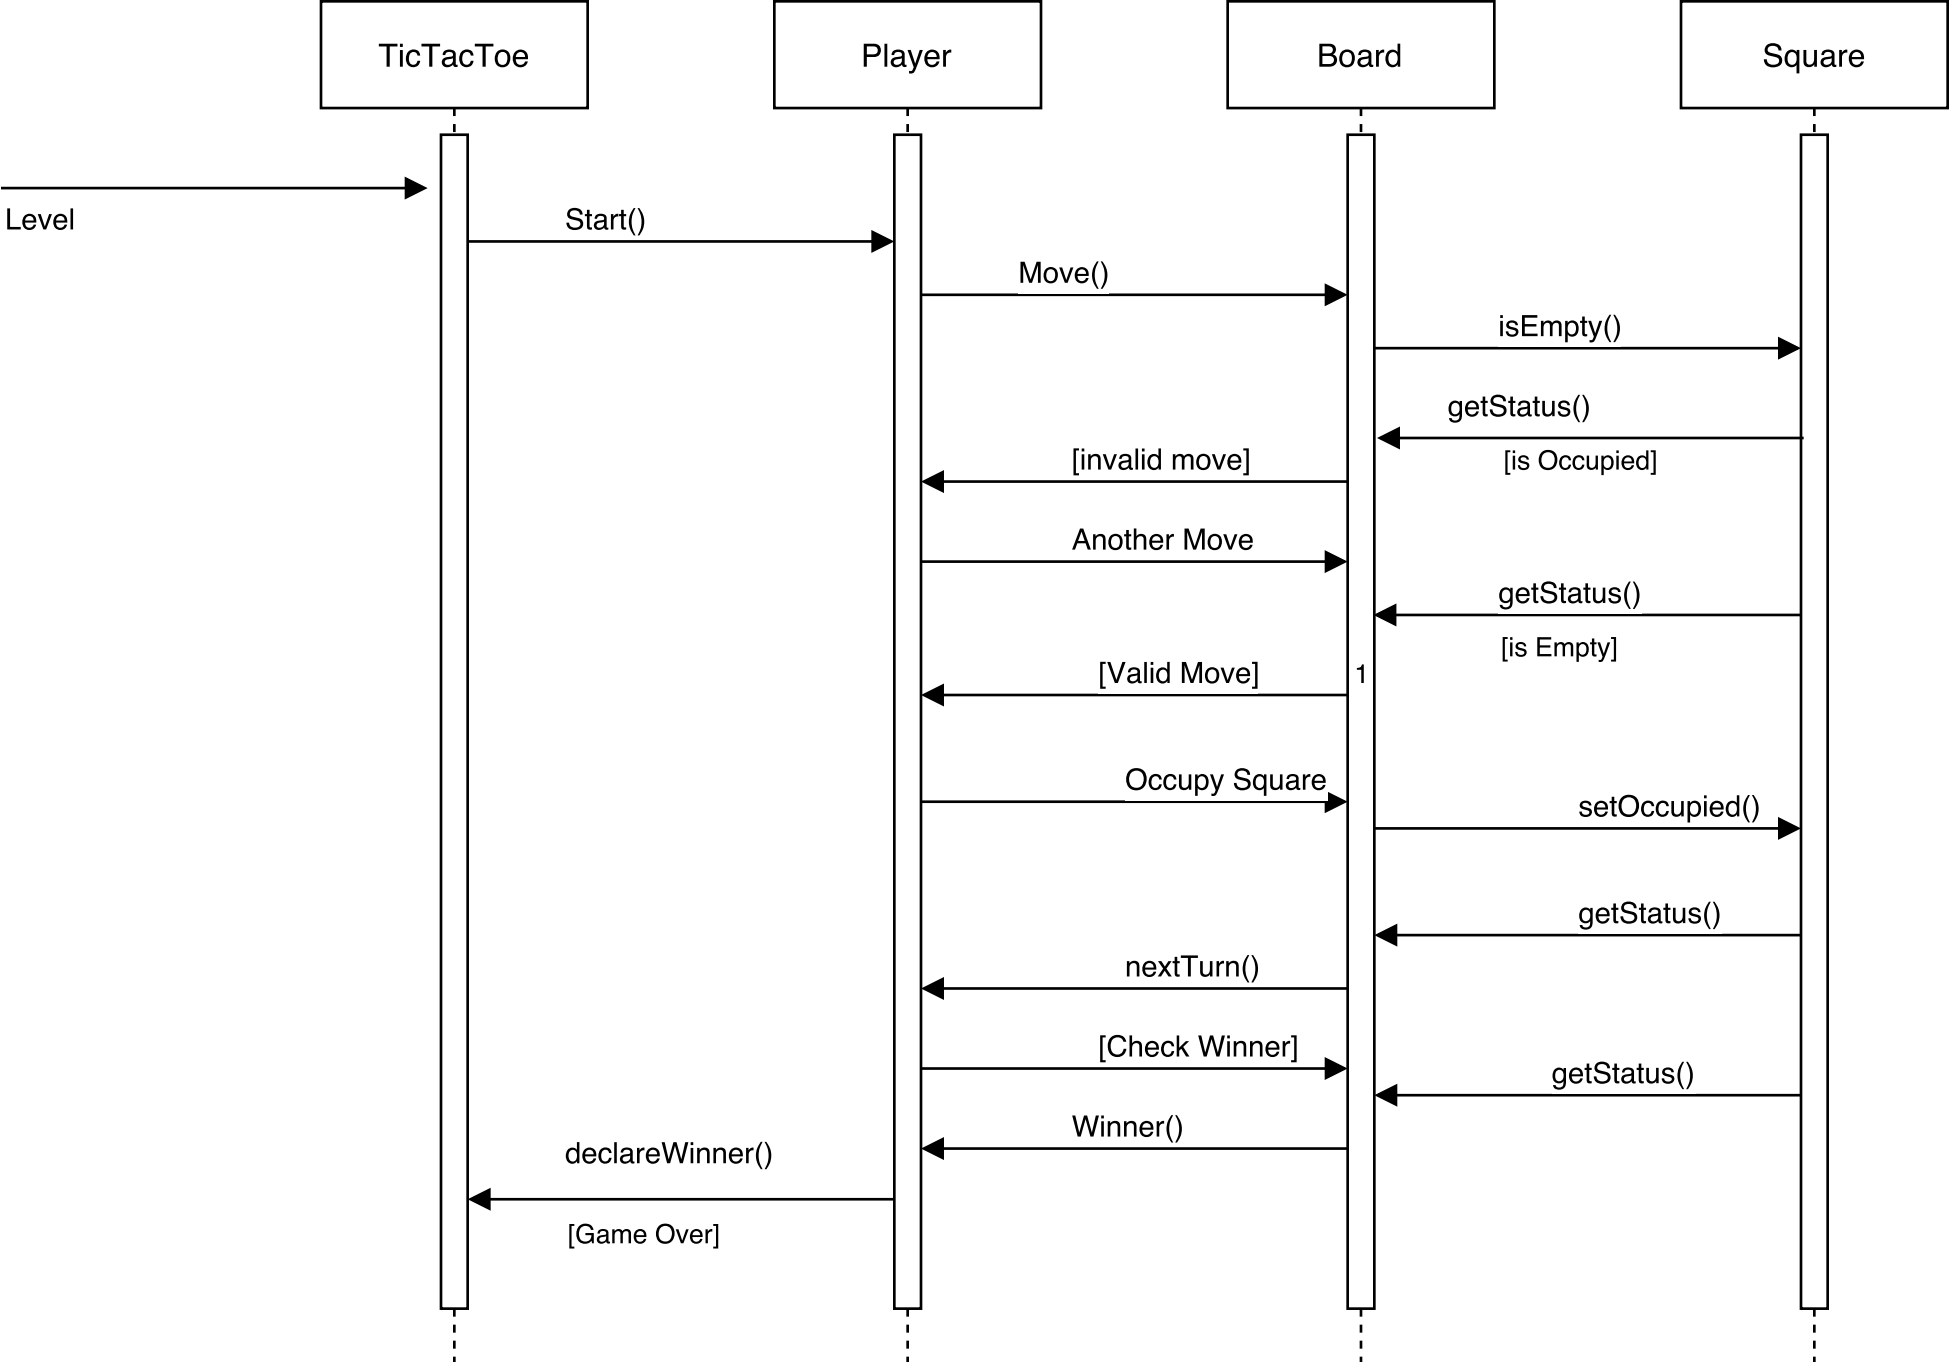 TicTacToe
Player
Board
Square
Level
Start()
Move()
isEmpty()
getStatus()
[is Occupied]
[invalid move]
Another Move
getStatus()
[is Empty]
[Valid Move]
1
Occupy Square
setOccupied()
getStatus()
nextTurn()
[Check Winner]
getStatus()
Winner()
declareWinner()
[Game Over]